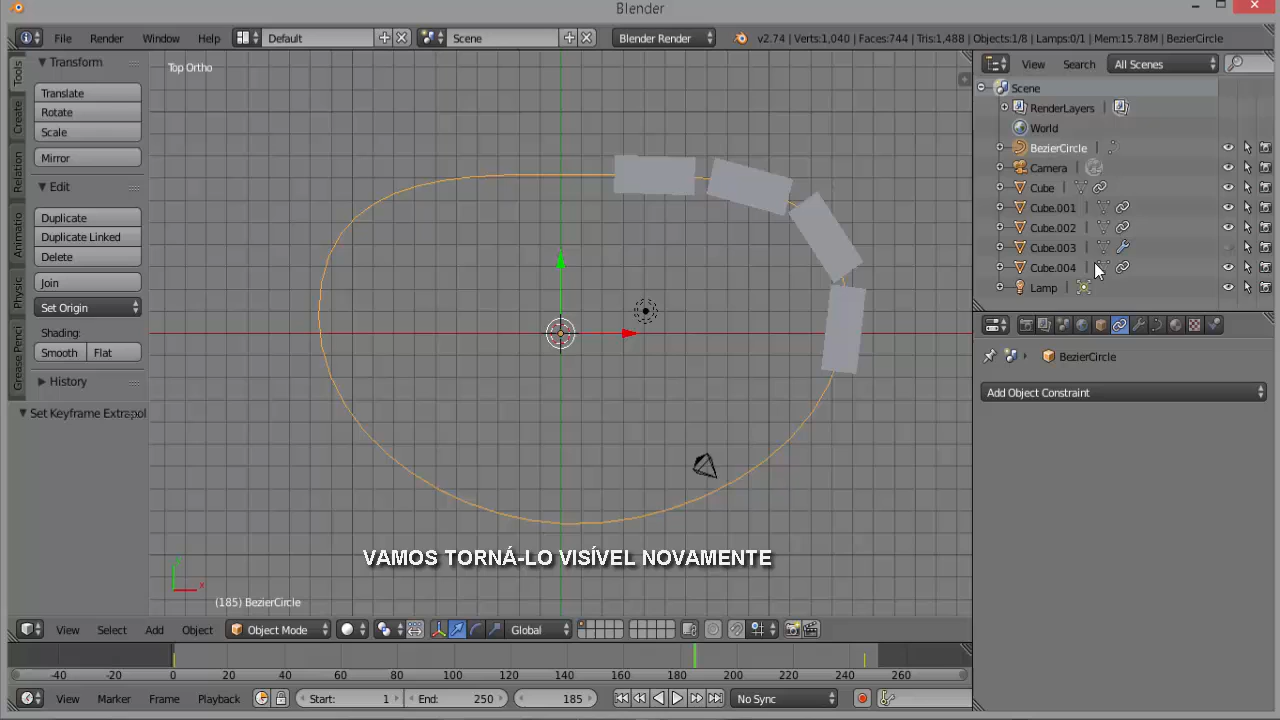 Blender
File Render Window Help Default Scene Blender Render v2.74 | Verts:1,040 | Faces:744 | Tris:1,488 | Objects:1/8 | Lamps:0/1 | Mem:15.78M | BezierCircle
Tools
Create
Relation
Animatio
Physic
Grease Penci
Transform
Translate
Rotate
Scale
Mirror
Edit
Duplicate
Duplicate Linked
Delete
Join
Set Origin
Shading:
Smooth Flat
History
Set Keyframe Extrapol
Top Ortho
VAMOS TORNÁ-LO VISÍVEL NOVAMENTE
(185) BezierCircle
View Search All Scenes
Scene
RenderLayers
World
BezierCircle
Camera
Cube
Cube.001
Cube.002
Cube.003
Cube.004
Lamp
BezierCircle
Add Object Constraint
View Select Add Object Object Mode Global
-40 -20 0 20 40 60 80 100 120 140 160 180 200 220 240 260
View Marker Frame Playback Start: 1 End: 250 185 No Sync